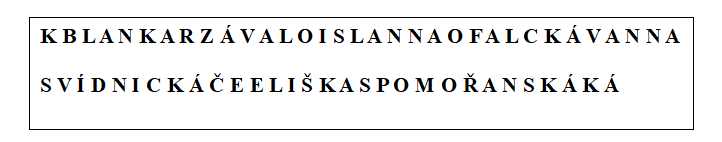 K B L A N K A R Z Á V A L O I S L A N N A O F A L C K Á V A N N A
S V Í D N I C K Á Č E E L I Š K A S P O M O Ř A N S K Á K Á